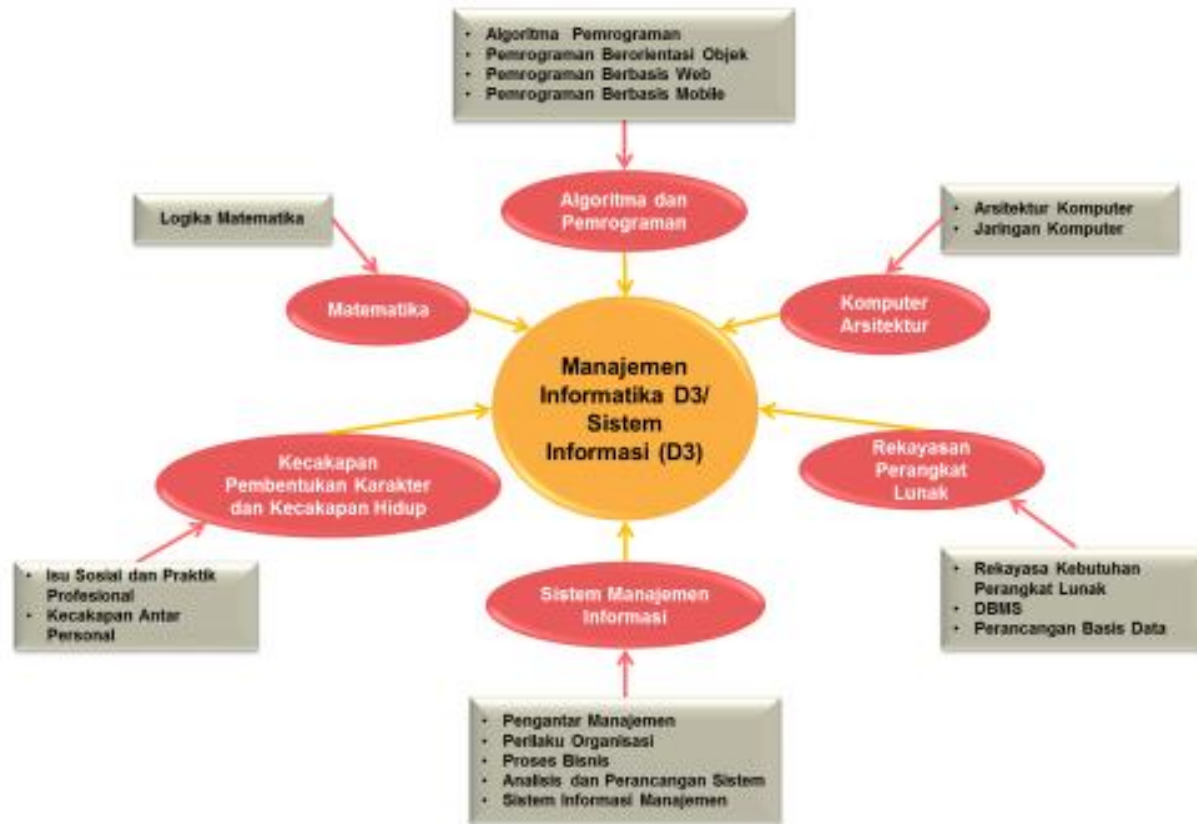 • Algoritma Pemrograman
• Pemrograman Berorientasi Objek
• Pemrograman Berbasis Web
• Pemrograman Berbasis Mobile
Algoritma dan
Pemrograman
Logika Matematika
• Arsitektur Komputer
• Jaringan Komputer
Matematika
Komputer
Arsitektur
Manajemen
Informatika D3/
Sistem
Informasi (D3)
Kecakapan
Pembentukan Karakter
dan Kecakapan Hidup
Rekayasan
Perangkat
Lunak
• Isu Sosial dan Praktik
Profesional
• Kecakapan Antar
Personal
Sistem Manajemen
Informasi
• Rekayasa Kebutuhan
Perangkat Lunak
• DBMS
• Perancangan Basis Data
• Pengantar Manajemen
• Perilaku Organisasi
• Proses Bisnis
• Analisis dan Perancangan Sistem
• Sistem Informasi Manajemen